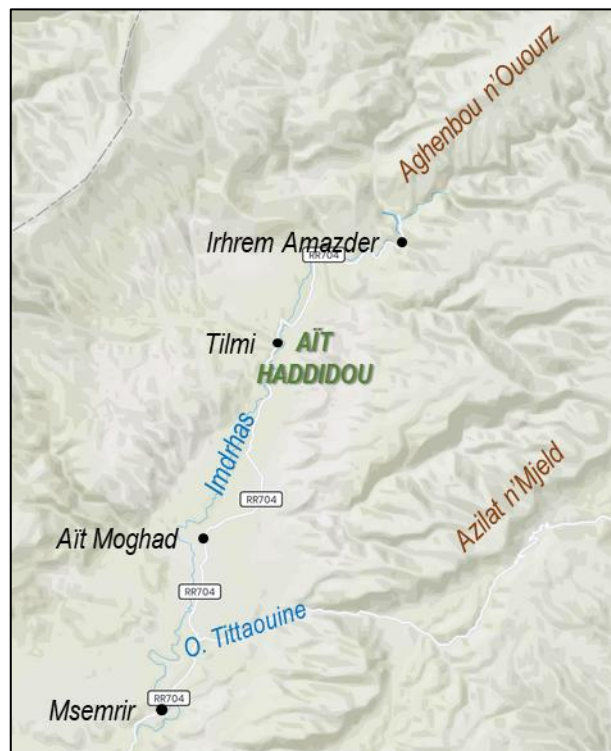 Aghenbou n'Ouourz
Irhrem Amazder
RR704
Tilmi
AÏT
HADDIDOU
Imdrhas
Azilat n'Mjeld
RR704
Aït Moghad
RR704
O. Tittaouine
RR704
Msemrir